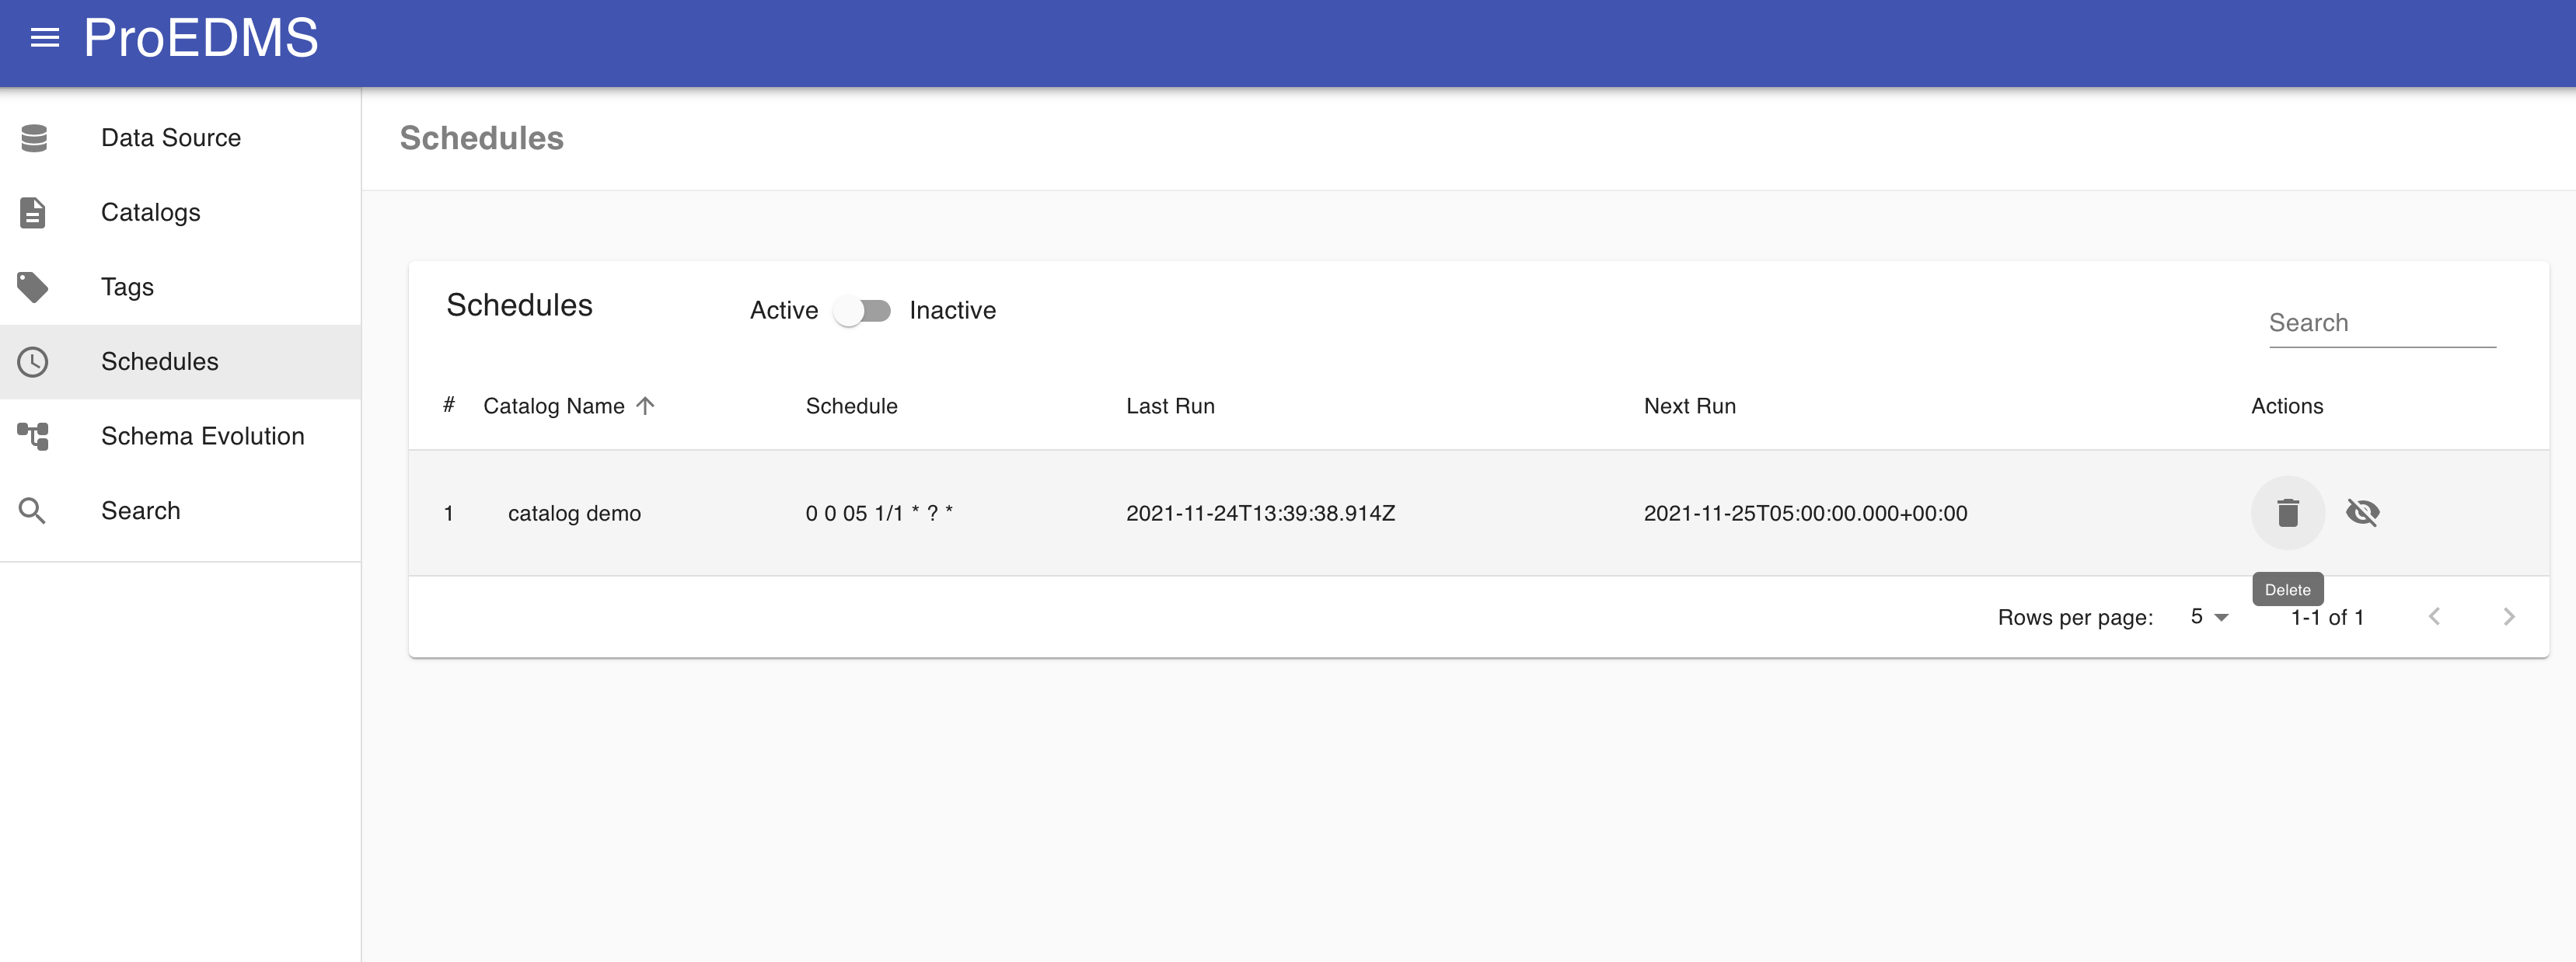 ProEDMS
Data Source
Catalogs
Tags
Schedules
Schema Evolution
Search
Schedules
Schedules Active Inactive Search
# Catalog Name Schedule Last Run Next Run Actions
1 catalog demo 0 0 05 1/1 * ? * 2021-11-24T13:39:38.914Z 2021-11-25T05:00:00.000+00:00
Delete
Rows per page: 5 1-1 of 1